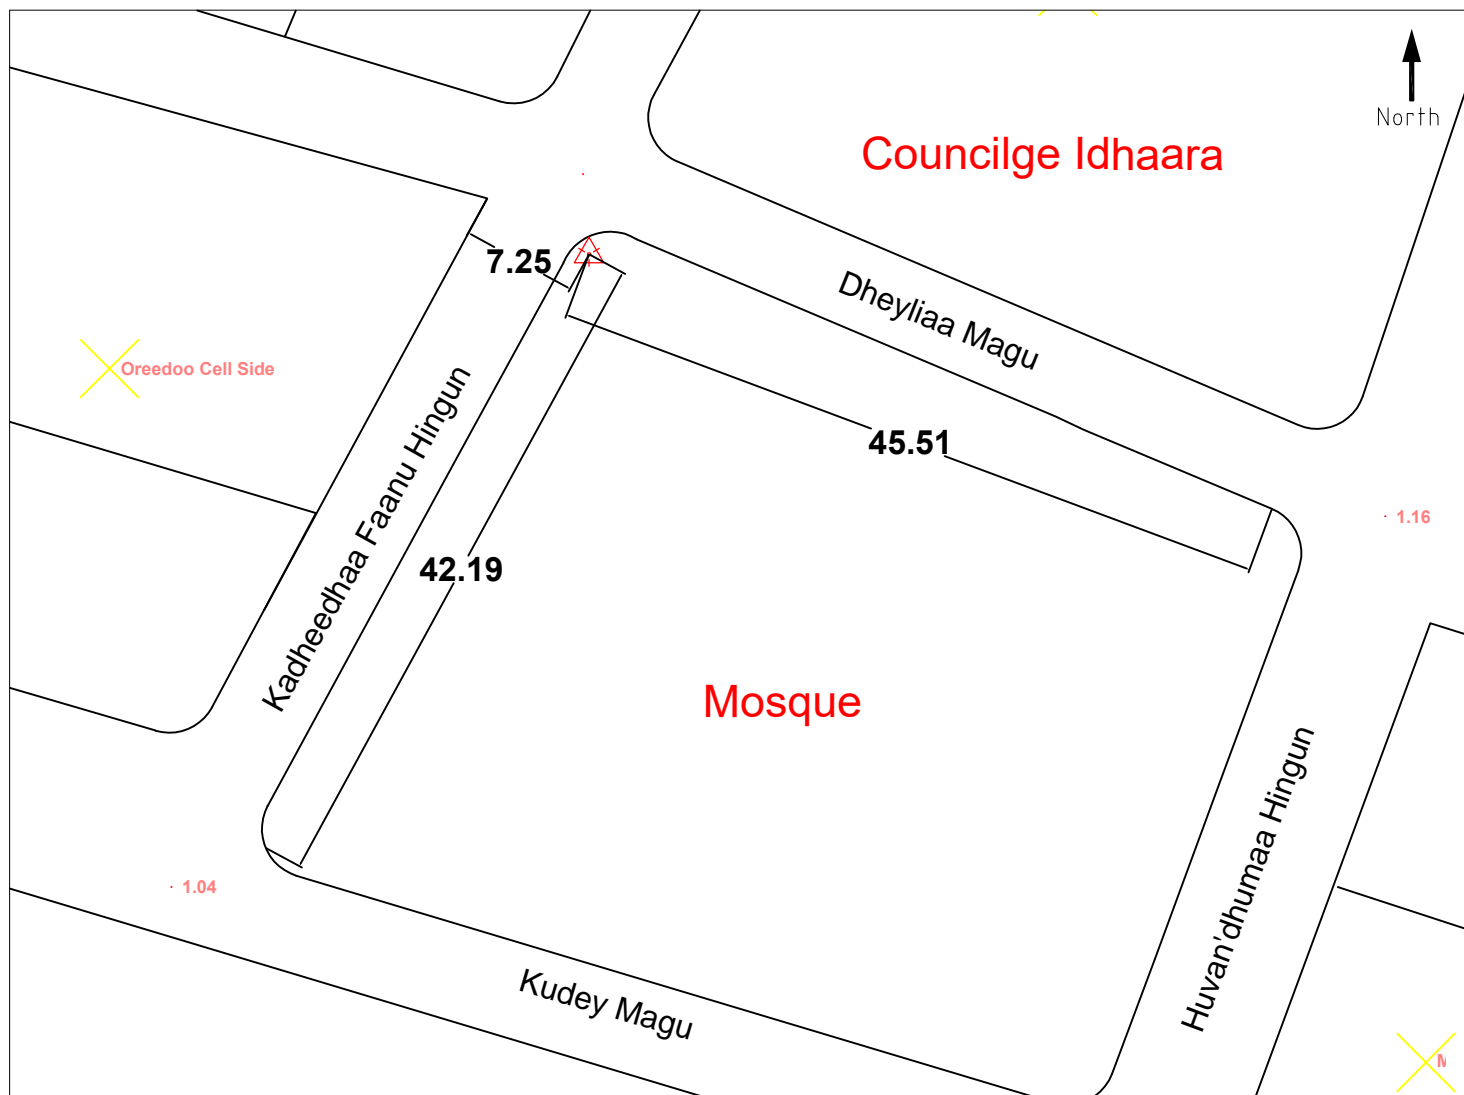 North
Councilge Idhaara
7.25
Dheyliaa Magu
Oreedoo Cell Side
Kadheedhaa Faanu Hingun
45.51
1.16
42.19
Mosque
Huvan'dhumaa Hingun
1.04
Kudey Magu